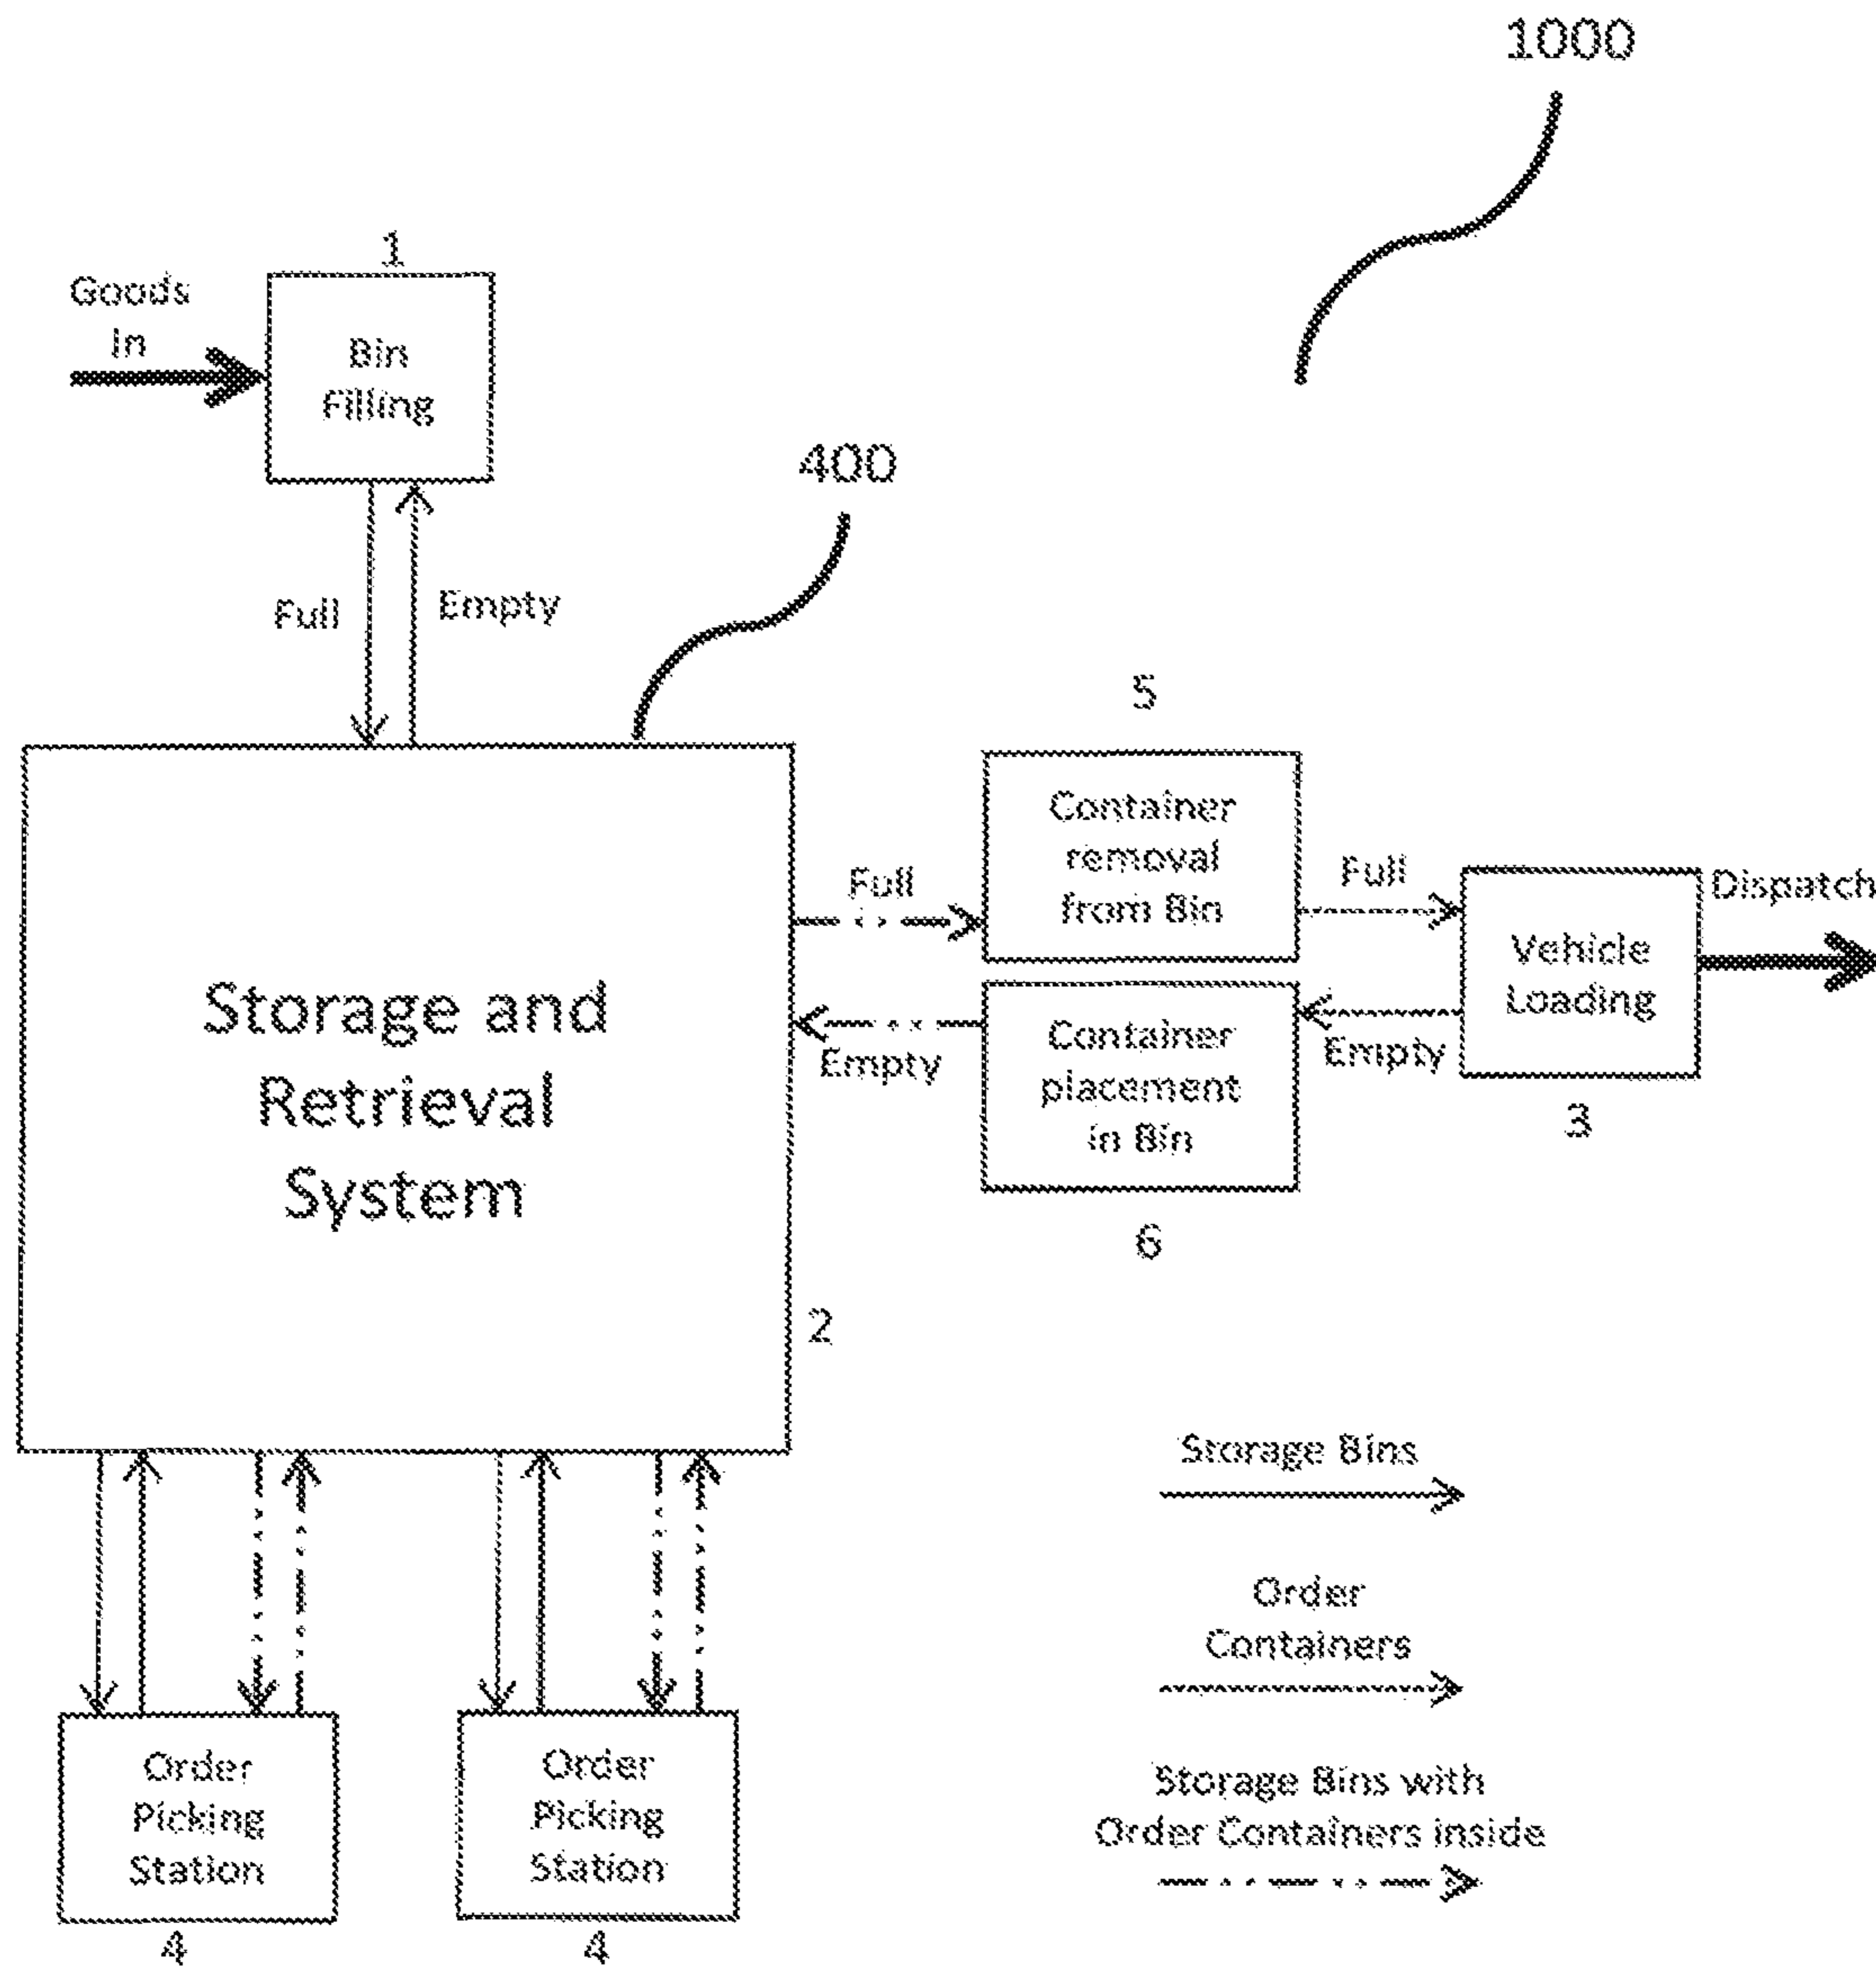 1000
1
Goods
in
Bin
Filling
400
Full
Empty
5
Container
removal
from Bin
Full
Full
Dispatch
Vehicle
Loading
Storage and
Retrieval
System
Empty
Container
placement
in Bin
Empty
3
6
2
Storage Bins
Order
Containers
Storage Bins with
Order Containers inside
Order
Picking
Station
Order
Picking
Station
4
4